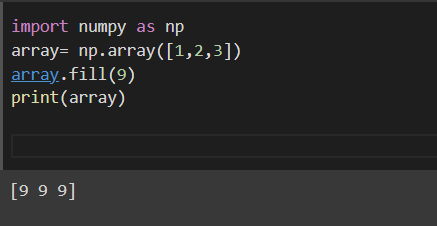 import numpy as np
array= np.array([1,2,3])
array.fill(9)
print(array)
[9 9 9]